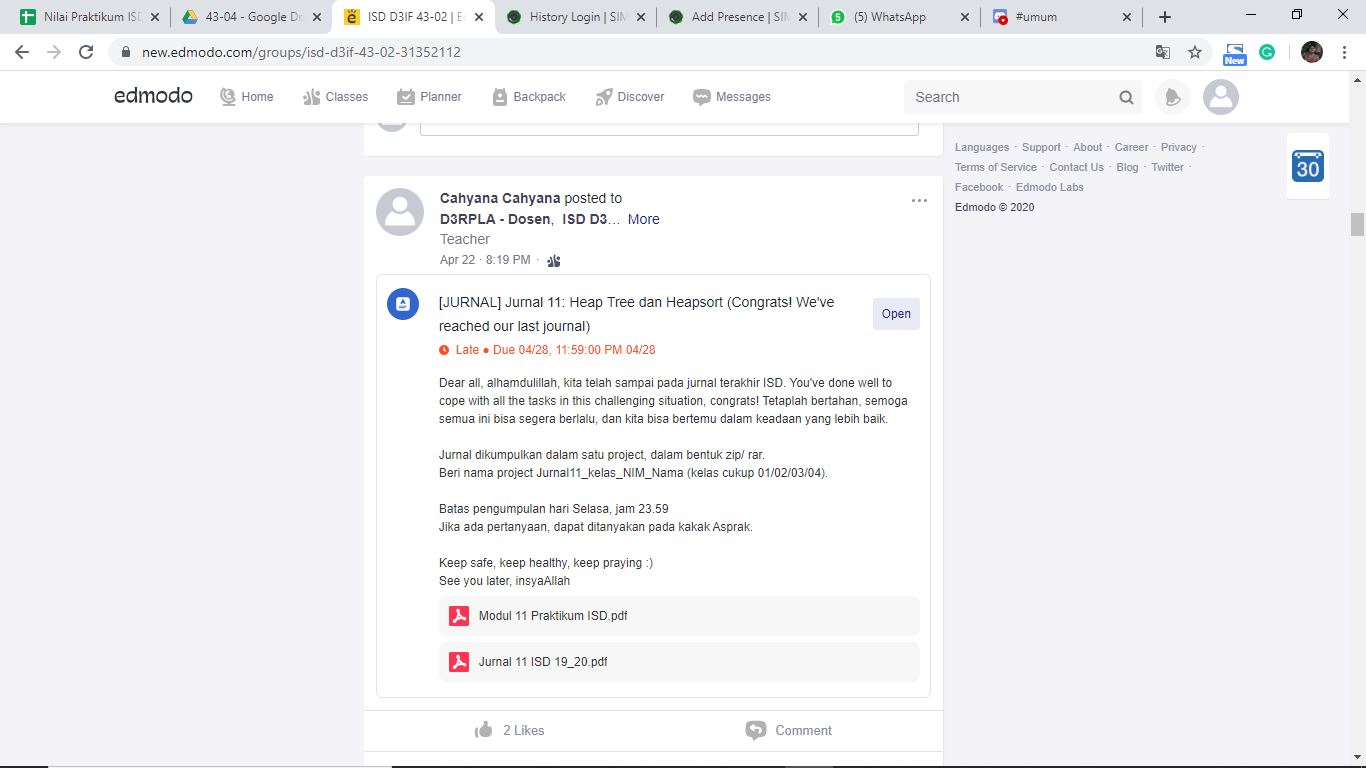 Nilai Praktikum ISD
43-04 - Google Dr
ISD D3IF 43-02 | Ed
History Login | SIM
Add Presence | SIM
(5) WhatsApp
#umum
new.edmodo.com/groups/isd-d3if-43-02-31352112
New
edmodo
Home
Classes
Planner
Backpack
Discover
Messages
Search
Languages · Support · About · Career · Privacy ·
Terms of Service · Contact Us · Blog · Twitter ·
Facebook · Edmodo Labs
Edmodo © 2020
30
Cahyana Cahyana posted to
D3RPLA - Dosen, ISD D3... More
Teacher
Apr 22 · 8:19 PM ·
[JURNAL] Jurnal 11: Heap Tree dan Heapsort (Congrats! We've
reached our last journal)
Open
Late ● Due 04/28, 11:59:00 PM 04/28
Dear all, alhamdulillah, kita telah sampai pada jurnal terakhir ISD. You've done well to
cope with all the tasks in this challenging situation, congrats! Tetaplah bertahan, semoga
semua ini bisa segera berlalu, dan kita bisa bertemu dalam keadaan yang lebih baik.
Jurnal dikumpulkan dalam satu project, dalam bentuk zip/ rar.
Beri nama project Jurnal11_kelas_NIM_Nama (kelas cukup 01/02/03/04).
Batas pengumpulan hari Selasa, jam 23.59
Jika ada pertanyaan, dapat ditanyakan pada kakak Asprak.
Keep safe, keep healthy, keep praying :)
See you later, insyaAllah
Modul 11 Praktikum ISD.pdf
Jurnal 11 ISD 19_20.pdf
2 Likes
Comment